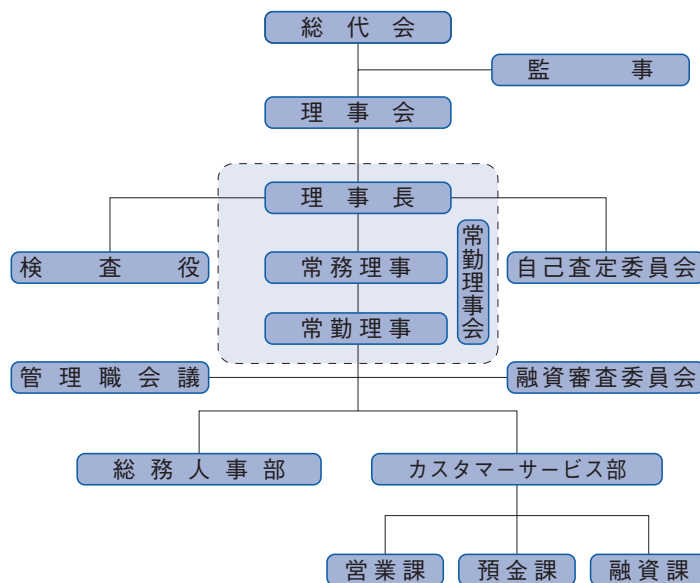 総代会
監事
理事会
理事長
検査役
常務理事
常勤理事会
自己査定委員会
常勤理事
管理職会議
融資審査委員会
総務人事部
カスタマーサービス部
営業課
預金課
融資課